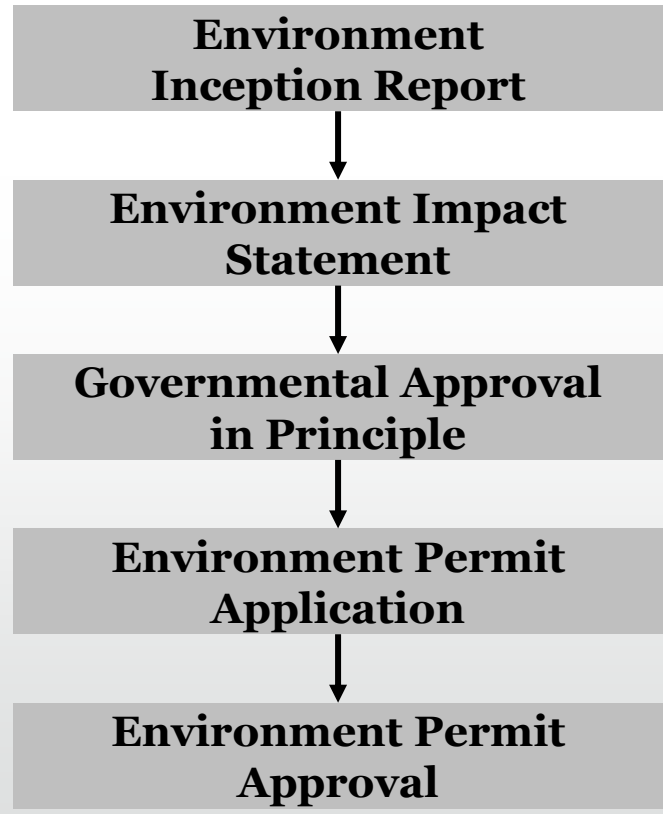 Environment
Inception Report
Environment Impact
Statement
Governmental Approval
in Principle
Environment Permit
Application
Environment Permit
Approval